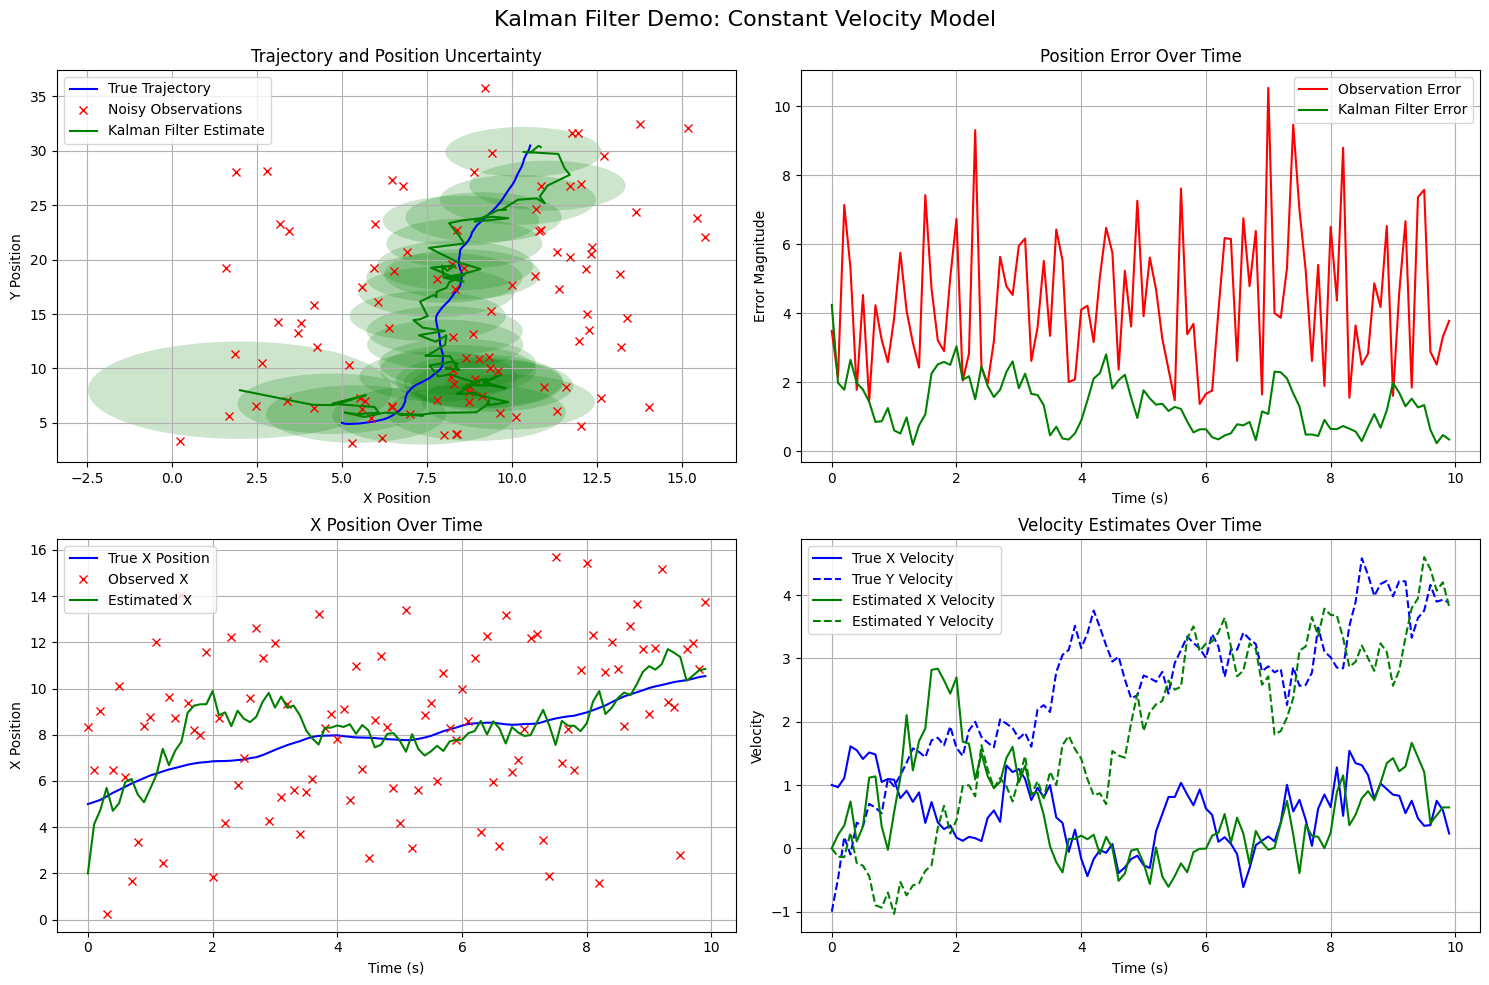 Kalman Filter Demo: Constant Velocity Model
Trajectory and Position Uncertainty
True Trajectory
Noisy Observations
Kalman Filter Estimate
35
30
25
20
15
10
5
Y Position
−2.5 0.0 2.5 5.0 7.5 10.0 12.5 15.0
X Position
Position Error Over Time
Observation Error
Kalman Filter Error
10
8
6
4
2
0
Error Magnitude
0 2 4 6 8 10
Time (s)
X Position Over Time
True X Position
Observed X
Estimated X
16
14
12
10
8
6
4
2
0
X Position
0 2 4 6 8 10
Time (s)
Velocity Estimates Over Time
True X Velocity
True Y Velocity
Estimated X Velocity
Estimated Y Velocity
4
3
2
1
0
−1
Velocity
0 2 4 6 8 10
Time (s)